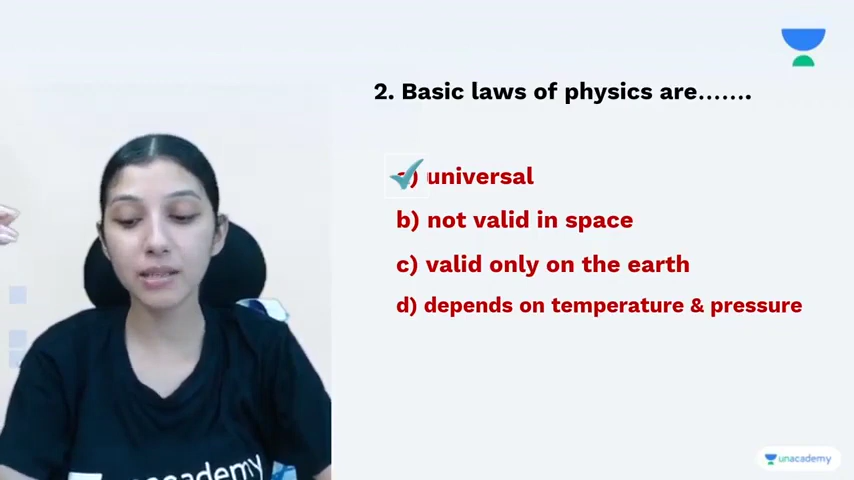 2. Basic laws of physics are.......
a) universal
b) not valid in space
c) valid only on the earth
d) depends on temperature & pressure
unacademy
unacademy